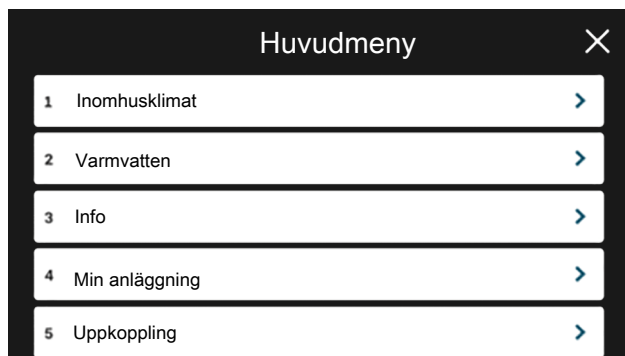 Huvudmeny
1 Inomhusklimat
2 Varmvatten
3 Info
4 Min anläggning
5 Uppkoppling